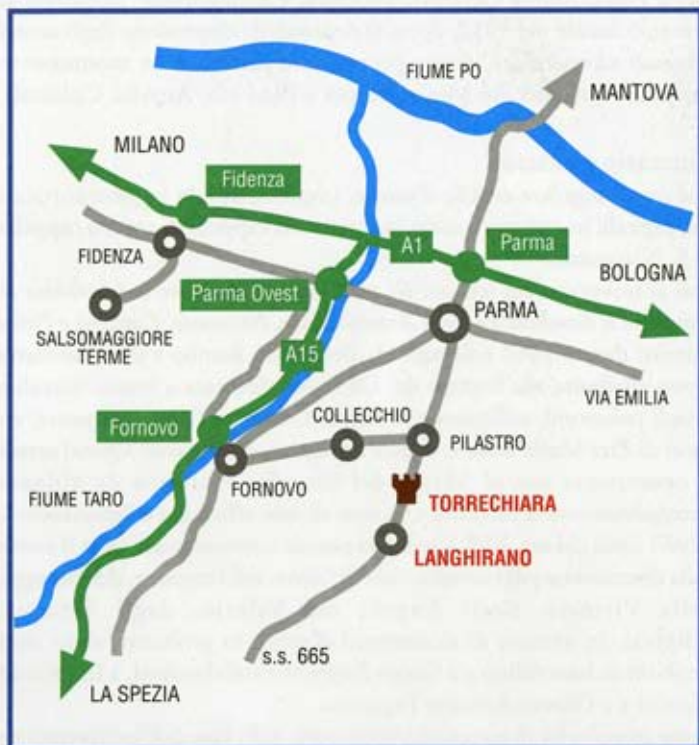 FIUME PO
MANTOVA
MILANO
Fidenza
FIDENZA
A1
Parma
BOLOGNA
Parma Ovest
SALSOMAGGIORE
TERME
PARMA
A15
VIA EMILIA
Fornovo
COLLECCHIO
PILASTRO
FIUME TARO
FORNOVO
TORRECHIARA
LANGHIRANO
s.s. 665
LA SPEZIA